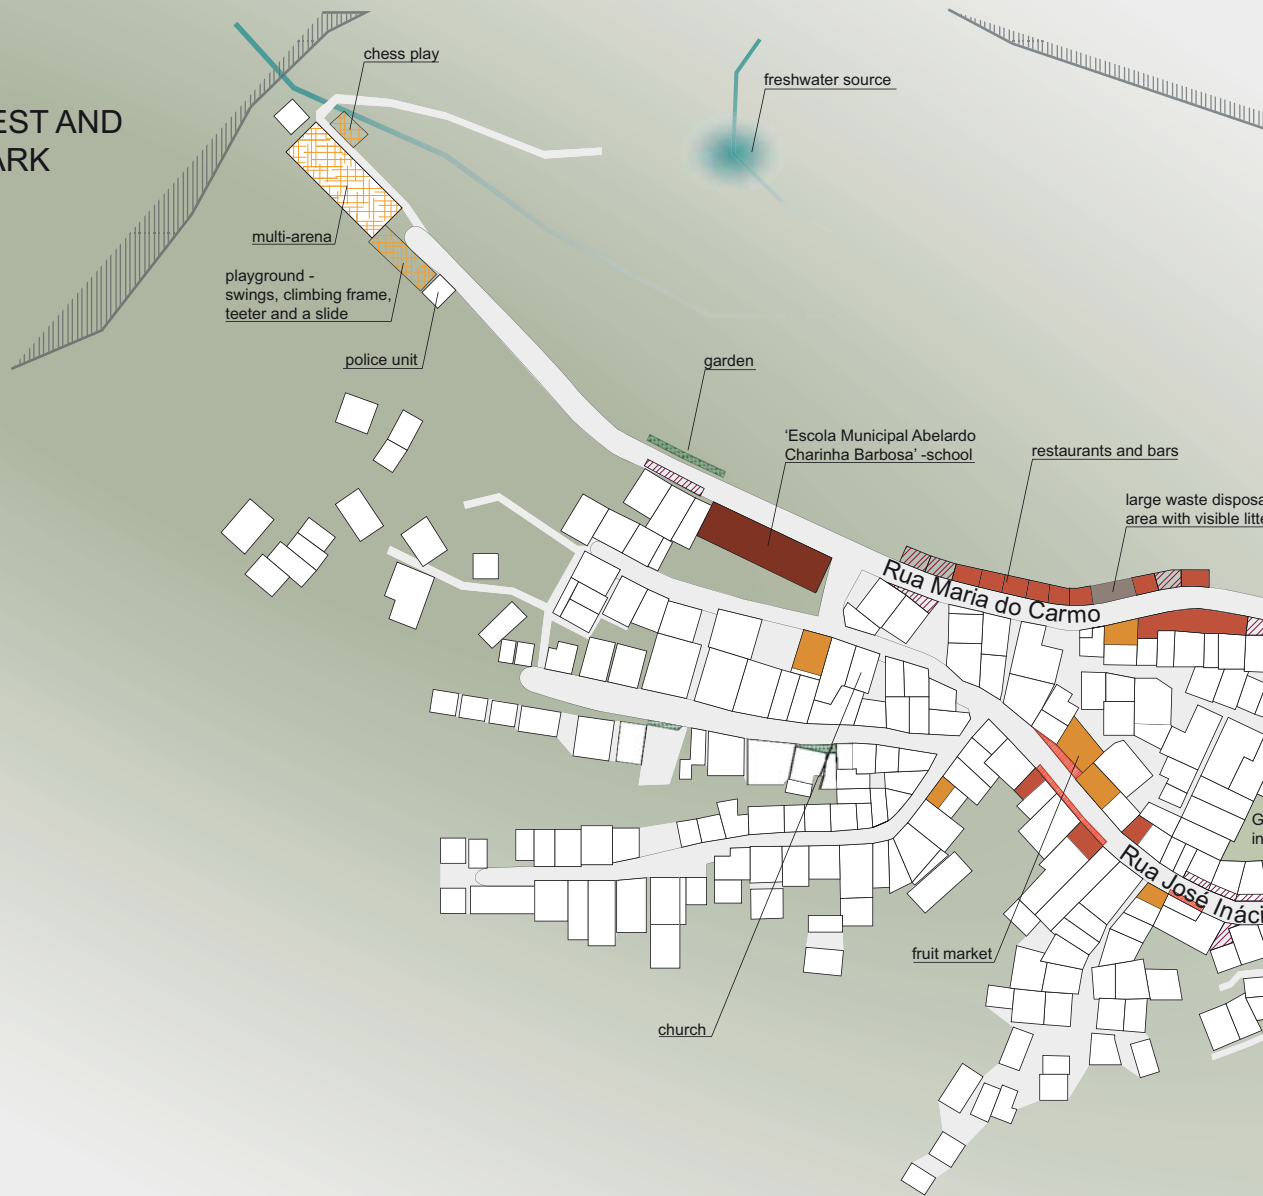 chess play
freshwater source
EST AND
ARK
multi-arena
playground -
swings, climbing frame,
teeter and a slide
police unit
garden
‘Escola Municipal Abelardo
Charinha Barbosa’ -school
restaurants and bars
large waste disposa
area with visible litte
Rua Maria do Carmo
G
in
Rua José Ináci
fruit market
church